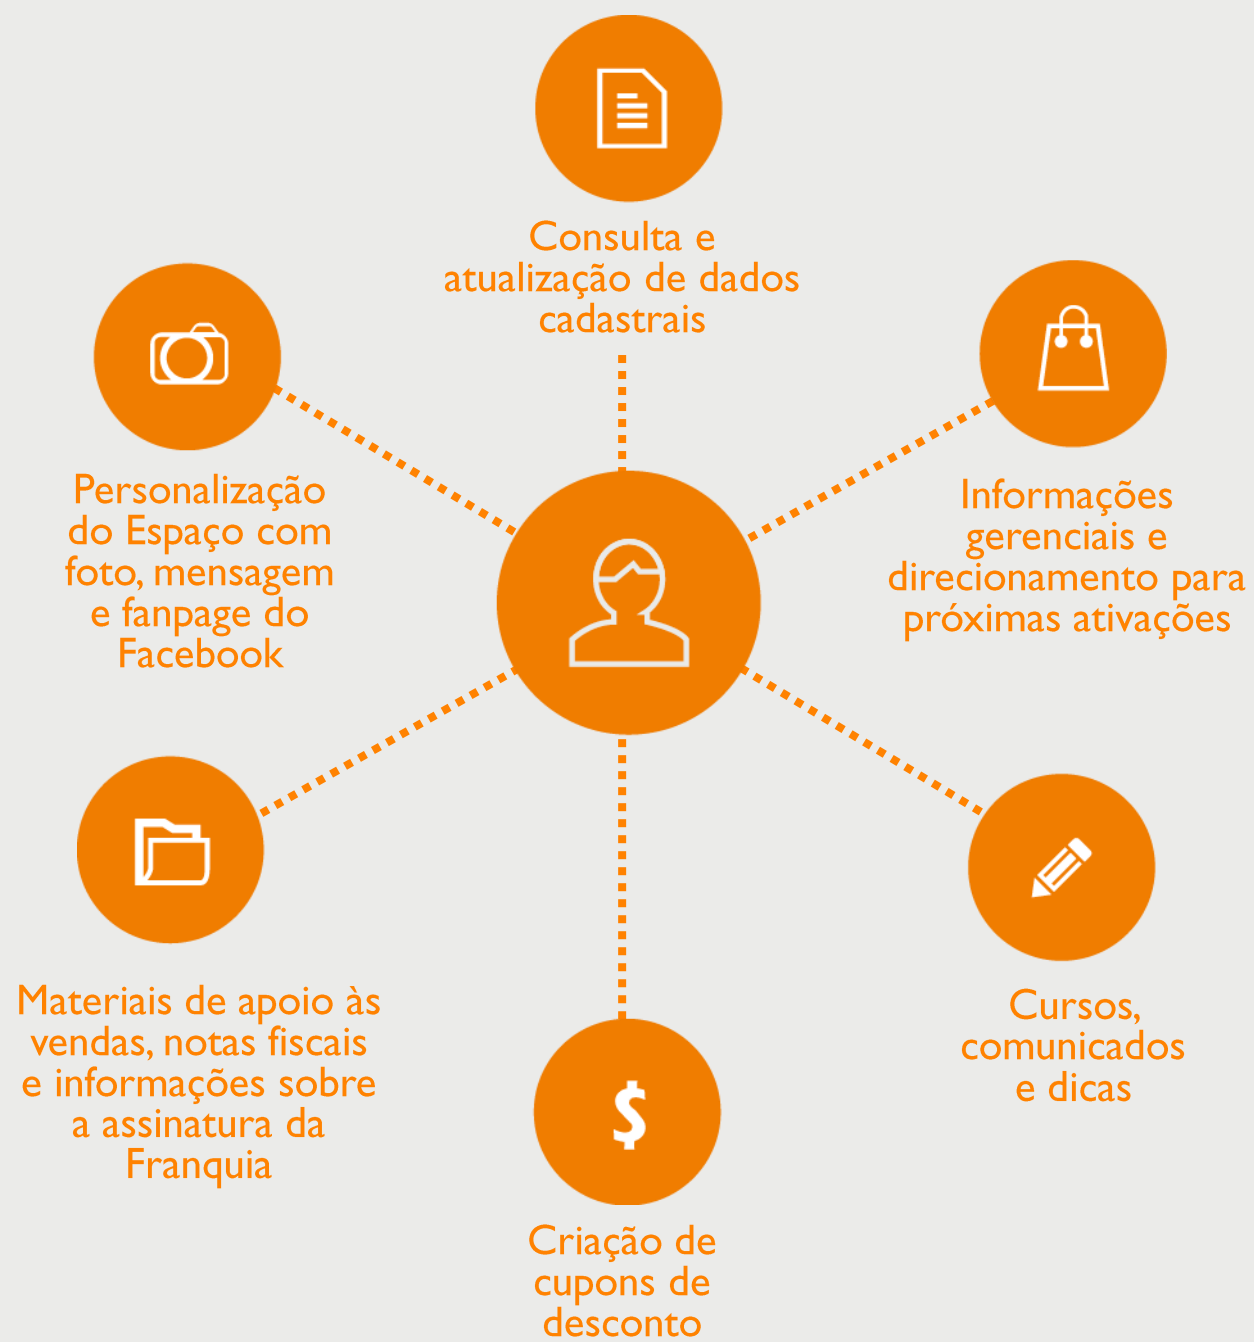 Consulta e
atualização de dados
cadastrais
Personalização
do Espaço com
foto, mensagem
e fanpage do
Facebook
Informações
gerenciais e
direcionamento para
próximas ativações
Materiais de apoio às
vendas, notas fiscais
e informações sobre
a assinatura da
Franquia
Cursos,
comunicados
e dicas
$
Criação de
cupons de
desconto